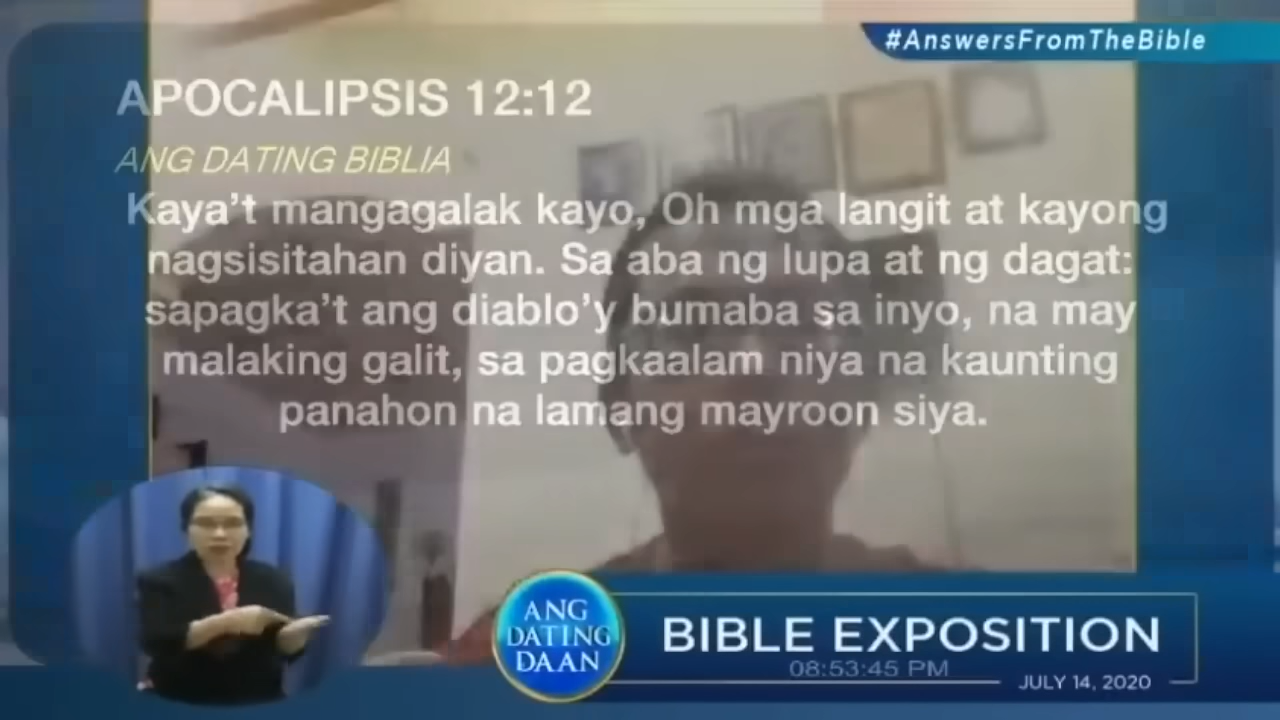 #AnswersFromTheBible
APOCALIPSIS 12:12
ANG DATING BIBLIA
Kaya't mangagalak kayo, Oh mga langit at kayong
nagsisitahan diyan. Sa aba ng lupa at ng dagat:
sapagka't ang diablo'y bumaba sa inyo, na may
malaking galit, sa pagkaalam niya na kaunting
panahon na lamang mayroon siya.
ANG
DATING
DAAN
BIBLE EXPOSITION
08:53:45 PM
JULY 14, 2020